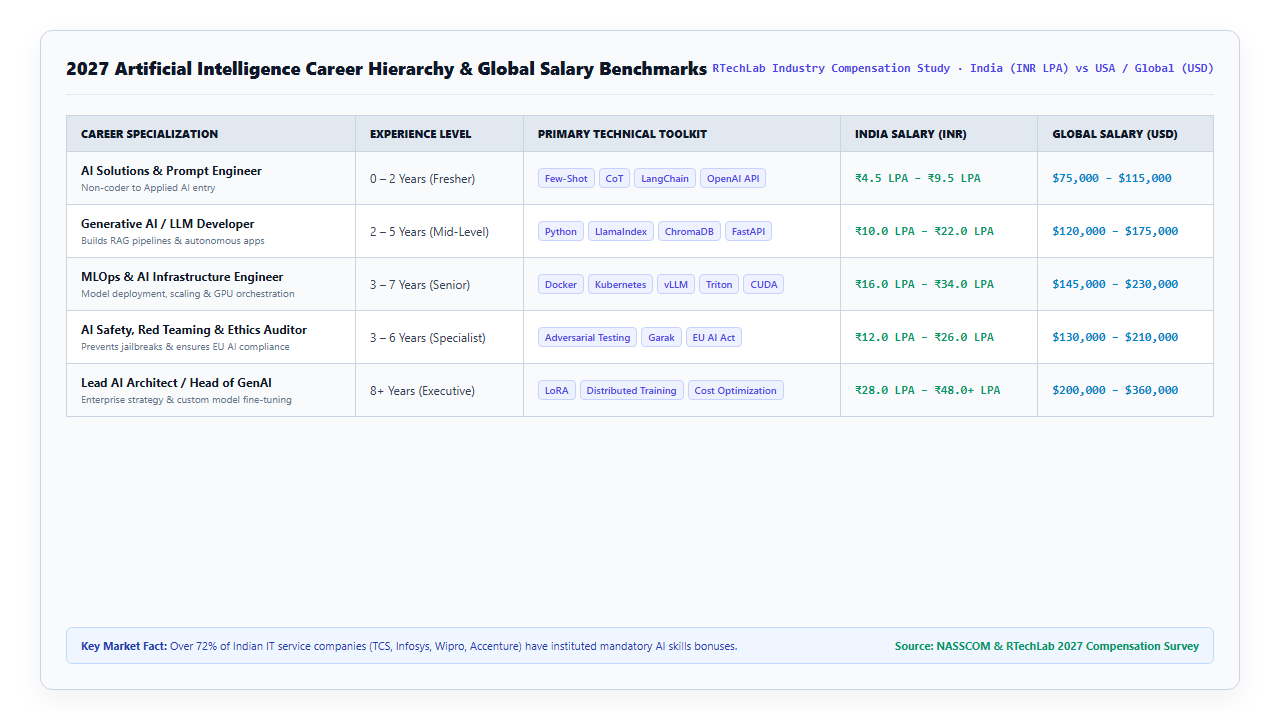 2027 Artificial Intelligence Career Hierarchy & Global Salary Benchmarks
RTechLab Industry Compensation Study · India (INR LPA) vs USA / Global (USD)
CAREER SPECIALIZATION EXPERIENCE LEVEL PRIMARY TECHNICAL TOOLKIT INDIA SALARY (INR) GLOBAL SALARY (USD)
AI Solutions & Prompt Engineer
Non-coder to Applied AI entry
0 – 2 Years (Fresher)
Few-Shot CoT LangChain OpenAI API
₹4.5 LPA – ₹9.5 LPA
$75,000 – $115,000
Generative AI / LLM Developer
Builds RAG pipelines & autonomous apps
2 – 5 Years (Mid-Level)
Python LlamaIndex ChromaDB FastAPI
₹10.0 LPA – ₹22.0 LPA
$120,000 – $175,000
MLOps & AI Infrastructure Engineer
Model deployment, scaling & GPU orchestration
3 – 7 Years (Senior)
Docker Kubernetes vLLM Triton CUDA
₹16.0 LPA – ₹34.0 LPA
$145,000 – $230,000
AI Safety, Red Teaming & Ethics Auditor
Prevents jailbreaks & ensures EU AI compliance
3 – 6 Years (Specialist)
Adversarial Testing Garak EU AI Act
₹12.0 LPA – ₹26.0 LPA
$130,000 – $210,000
Lead AI Architect / Head of GenAI
Enterprise strategy & custom model fine-tuning
8+ Years (Executive)
LoRA Distributed Training Cost Optimization
₹28.0 LPA – ₹48.0+ LPA
$200,000 – $360,000
Key Market Fact: Over 72% of Indian IT service companies (TCS, Infosys, Wipro, Accenture) have instituted mandatory AI skills bonuses.
Source: NASSCOM & RTechLab 2027 Compensation Survey